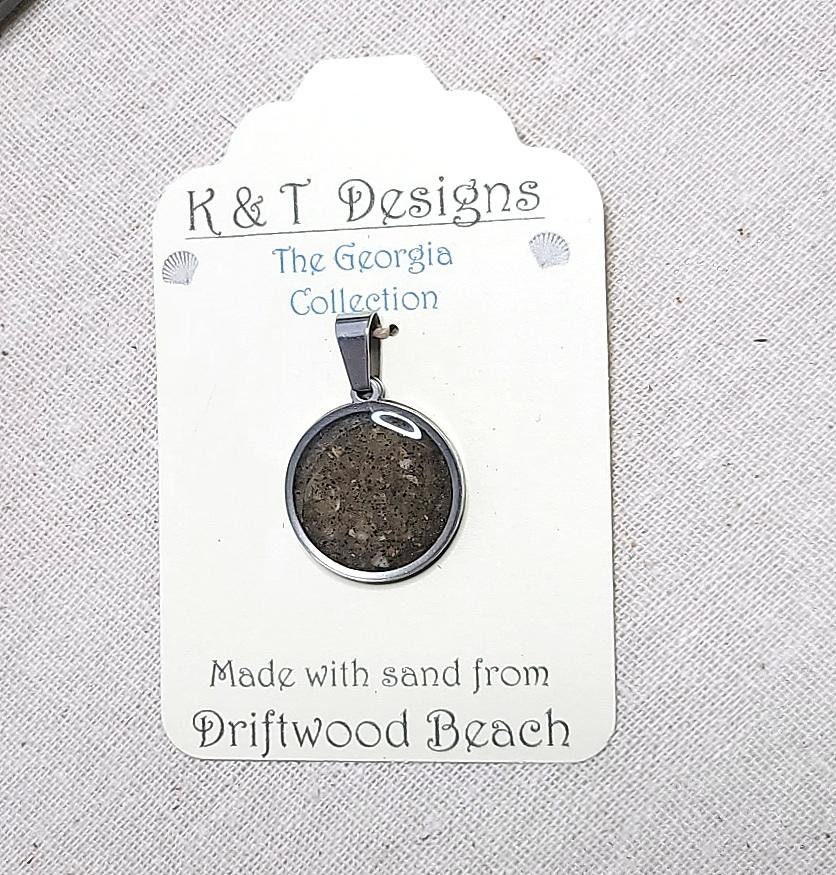 K & T Designs
The Georgia
Collection
Made with sand from
Driftwood Beach